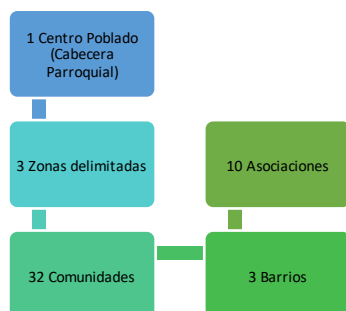 1 Centro Poblado
(Cabecera
Parroquial)
3 Zonas delimitadas
32 Comunidades
3 Barrios
10 Asociaciones